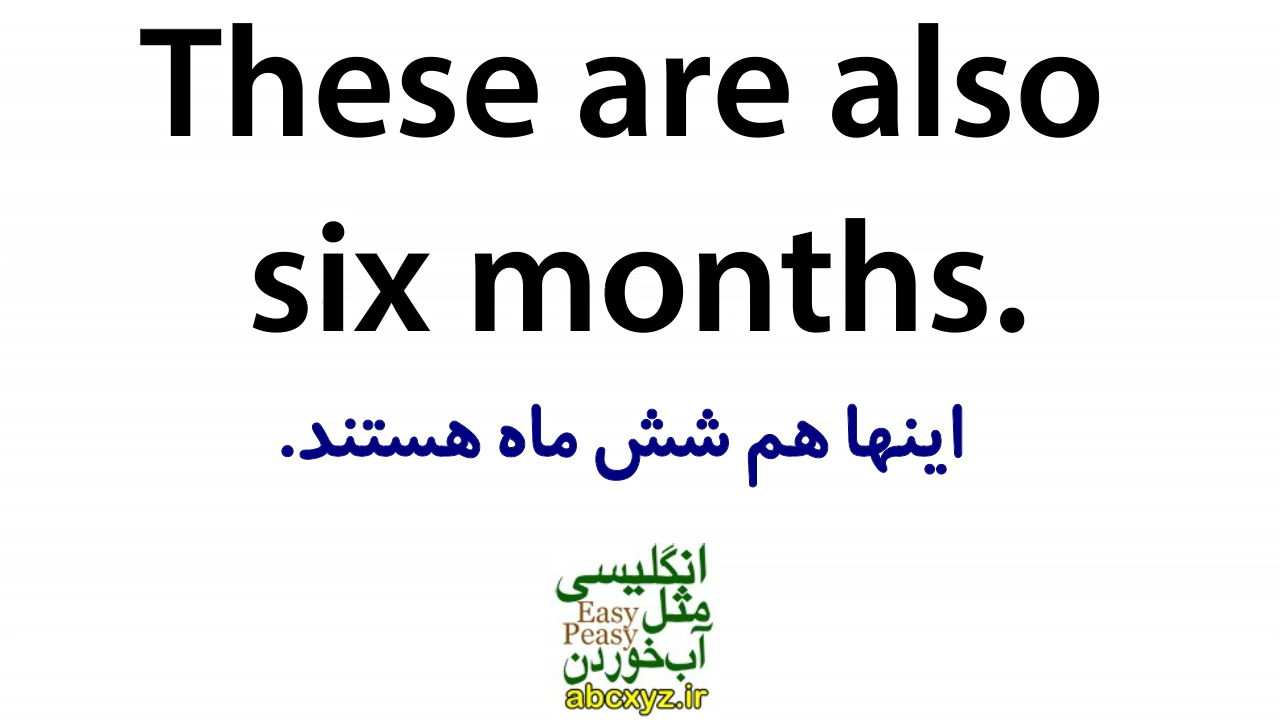 These are also
six months.
اینها هم شش ماه هستند.
انگلیسی
مثل
Easy
Peasy
آب‌خوردن
abcxyz.ir